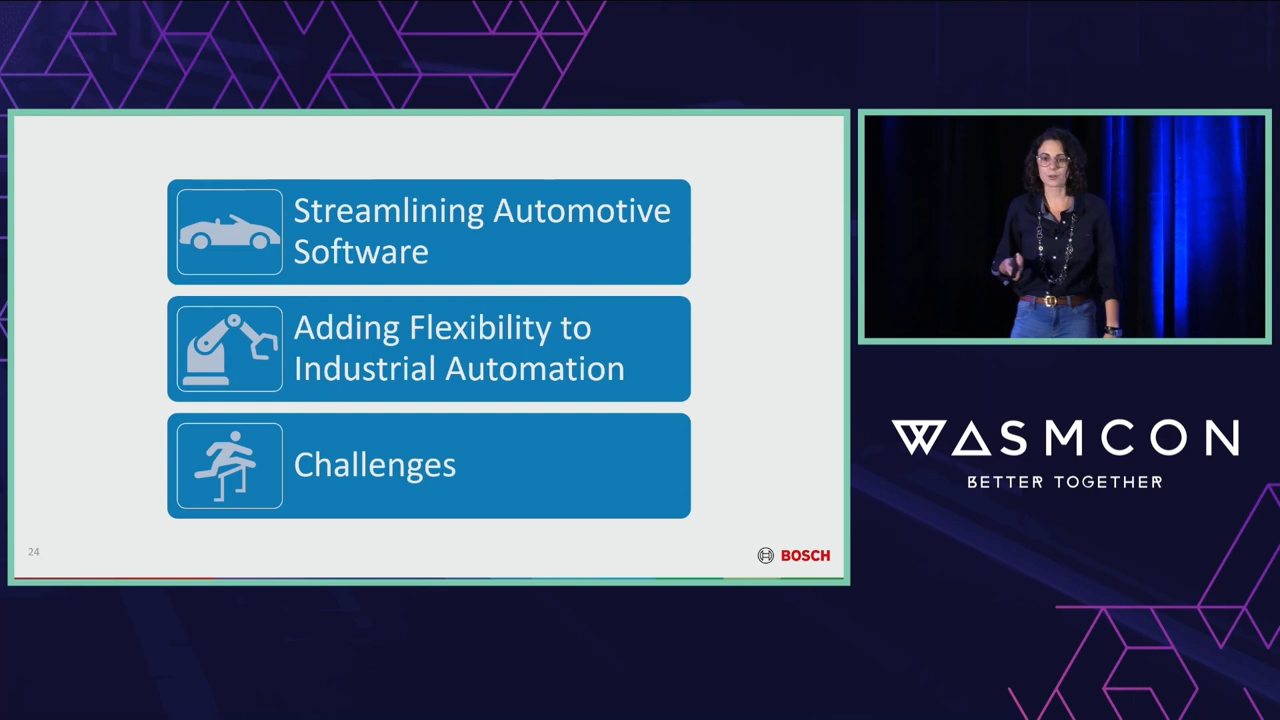 Streamlining Automotive
Software
Adding Flexibility to
Industrial Automation
Challenges
24
BOSCH
WASMCON
BETTER TOGETHER